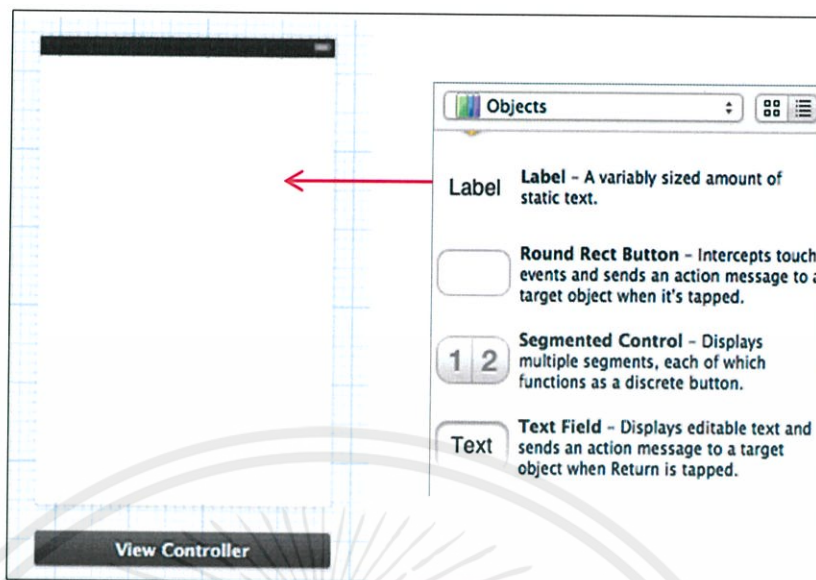 Objects
Label
Label – A variably sized amount of
static text.
Round Rect Button – Intercepts touch
events and sends an action message to a
target object when it's tapped.
1 2
Segmented Control – Displays
multiple segments, each of which
functions as a discrete button.
Text
Text Field – Displays editable text and
sends an action message to a target
object when Return is tapped.
View Controller